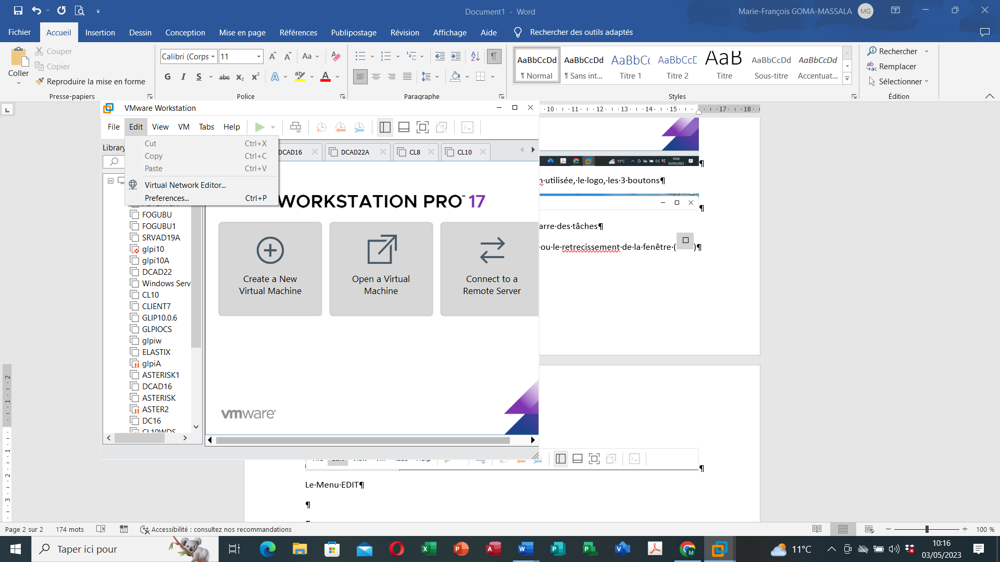 Document1 - Word
Marie-François GOMA-MASSALA
MG
Fichier
Accueil
Insertion
Dessin
Conception
Mise en page
Références
Publipostage
Révision
Affichage
Aide
Rechercher des outils adaptés
Coller
Couper
Copier
Reproduire la mise en forme
Presse-papiers
Calibri (Corps
11
Aa
G I S abc x₂ x² A
Police
Paragraphe
AaBbCcDd
¶ Normal
AaBbCcDd
¶ Sans int...
AaBbC
Titre 1
AaBbCcD
Titre 2
AaB
Titre
AaBbCcDd
Sous-titre
AaBbCcDd
Accentuat...
Styles
Rechercher
Remplacer
Sélectionner
Édition
VMware Workstation
File Edit View VM Tabs Help
Cut Ctrl+X
Copy Ctrl+C
Paste Ctrl+V
Virtual Network Editor...
Preferences... Ctrl+P
Library
DCAD16
DCAD22A
CL8
CL10
WORKSTATION PRO™ 17
Create a New
Virtual Machine
Open a Virtual
Machine
Connect to a
Remote Server
FOGUBU
FOGUBU1
SRVAD19A
glpi10
glpi10A
DCAD22
Windows Serv
CL10
CLIENT7
GLIP10.0.6
GLPIOCS
glpiw
ELASTIX
glpiA
ASTERISK1
DCAD16
ASTERISK
ASTER2
DC16
CL10WDS
vmware®
10 11 12 13 14 15 17 18
11°C
10:06
03/05/2023
¶
n·utilisée,·le·logo,·les·3·boutons¶
¶
arre·des·tâches¶
·ou·le·retrecissement·de·la·fenêtre·( )¶
¶
Le·Menu·EDIT¶
¶
Page 2 sur 2
174 mots
Accessibilité : consultez nos recommandations
100 %
Taper ici pour
11°C
10:16
03/05/2023